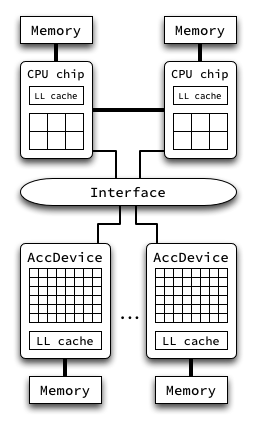 Memory
Memory
CPU chip
CPU chip
LL cache
LL cache
Interface
AccDevice
AccDevice
...
LL cache
LL cache
Memory
Memory